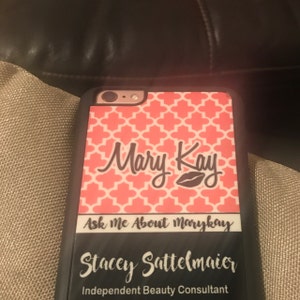 Mary Kay
Ask Me About Marykay
Stacey Sattelmaier
Independent Beauty Consultant